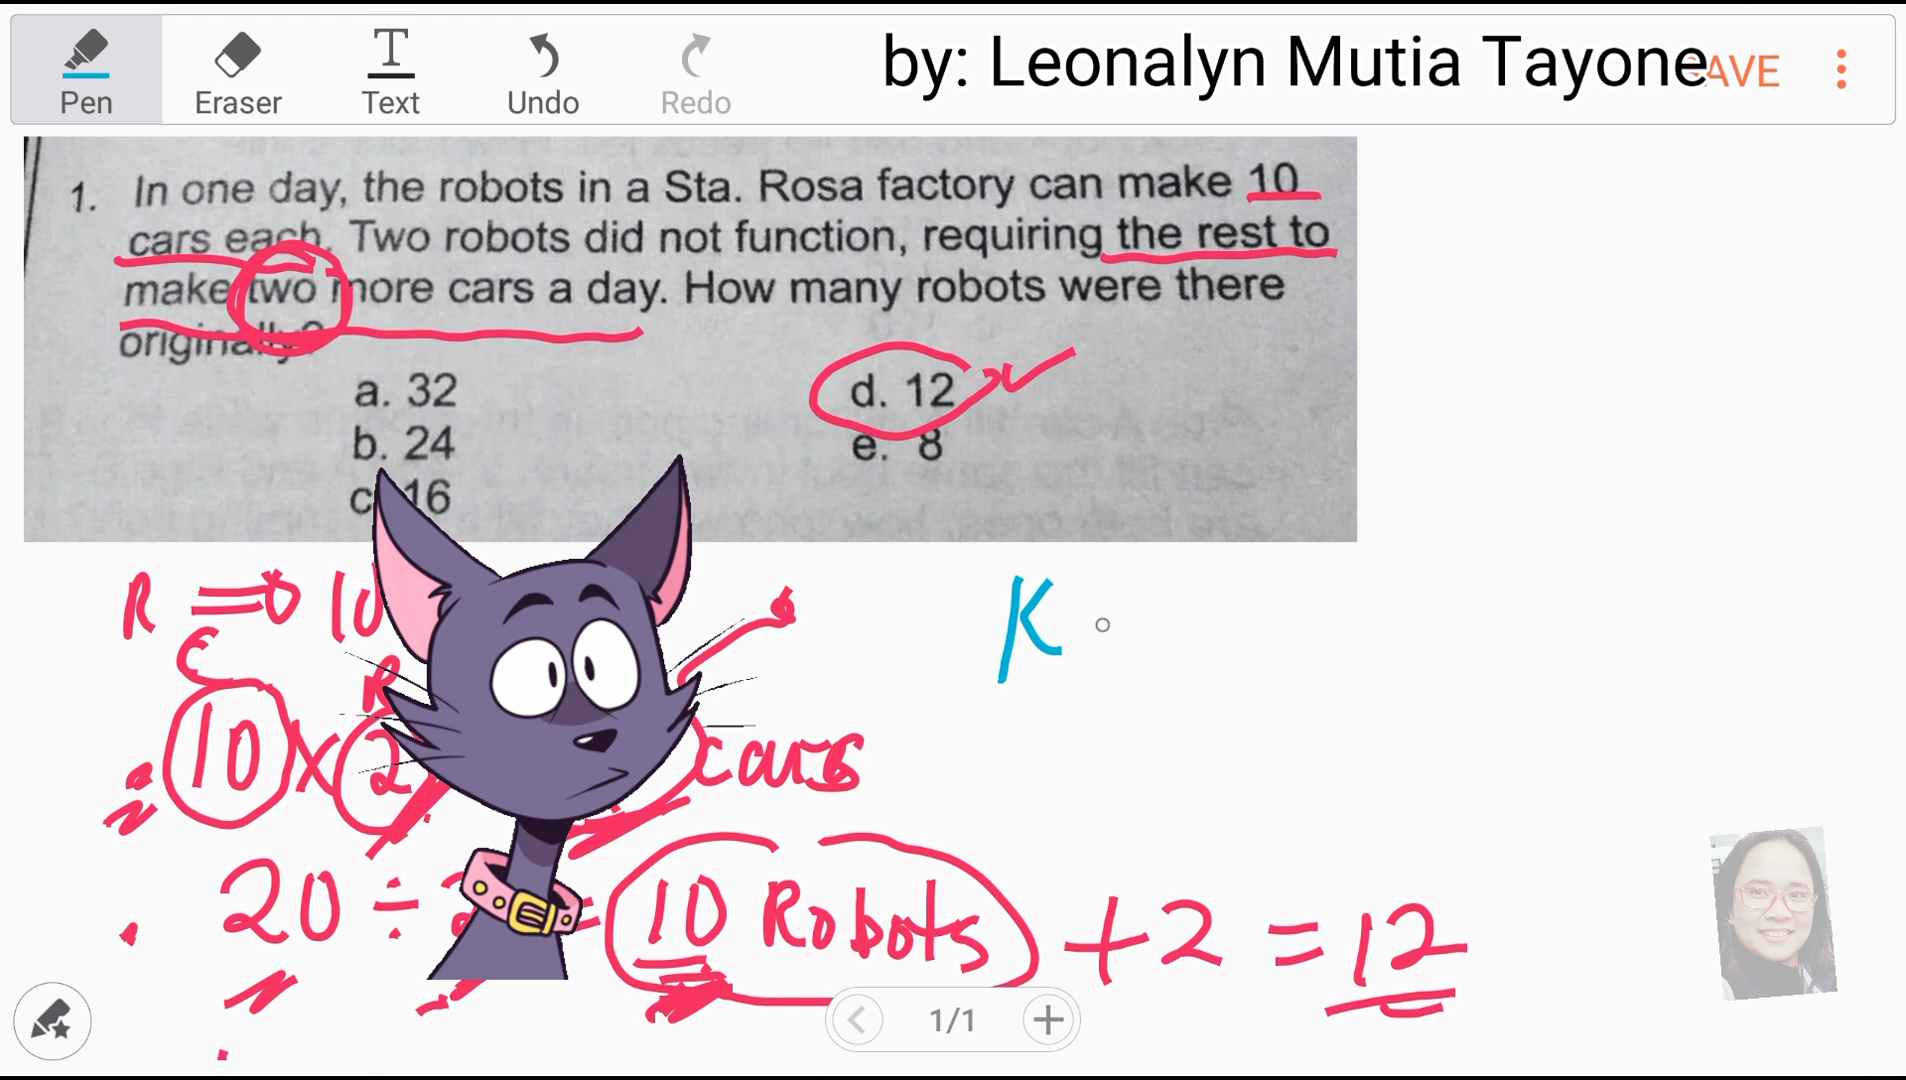 by: Leonalyn Mutia Tayone
AVE
Pen
Eraser
Text
Undo
Redo
1. In one day, the robots in a Sta. Rosa factory can make 10
cars each. Two robots did not function, requiring the rest to
make two more cars a day. How many robots were there
originally?
a. 32
d. 12
b. 24
e. 8
c 16
R 10
K
C
R
10 x 2
cars
20 ÷ 2 = 10 Robots + 2 = 12
1/1